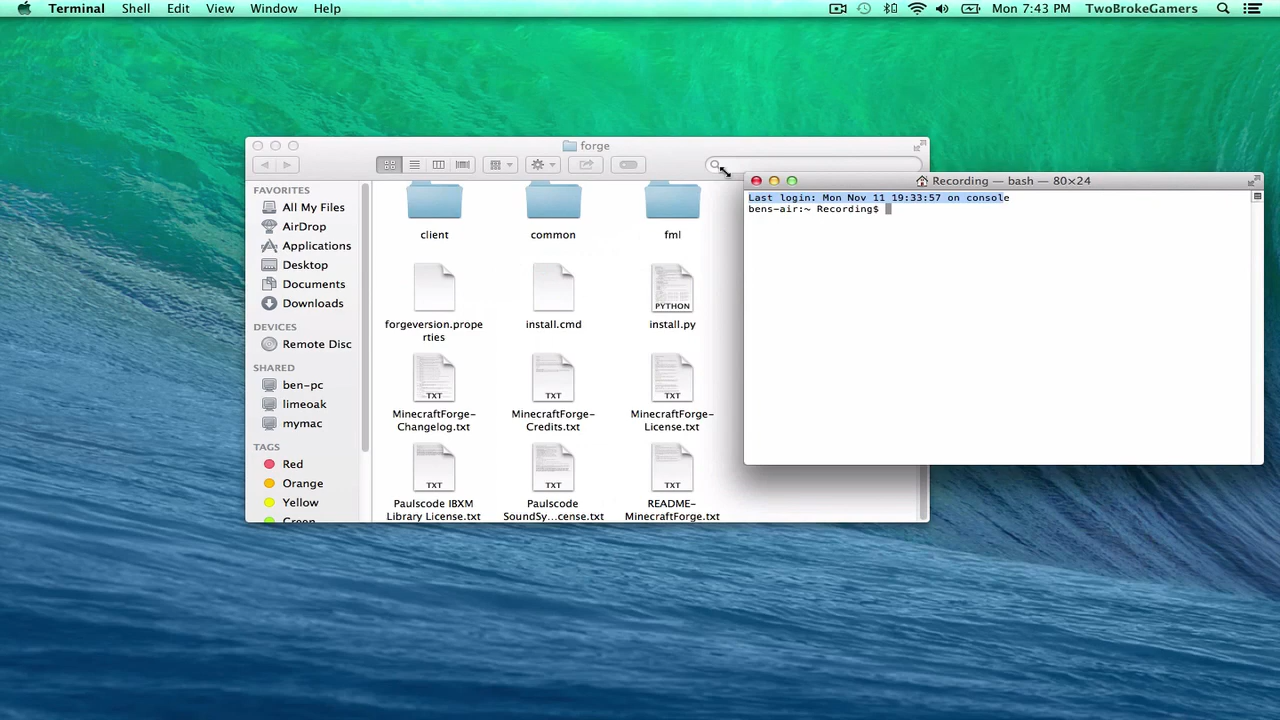 Terminal Shell Edit View Window Help Mon 7:43 PM TwoBrokeGamers
forge
FAVORITES
All My Files
AirDrop
Applications
Desktop
Documents
Downloads
DEVICES
Remote Disc
SHARED
ben-pc
limeoak
mymac
TAGS
Red
Orange
Yellow
Green
client common fml
PYTHON
forgeversion.prope
rties
install.cmd
install.py
TXT TXT TXT
MinecraftForge-
Changelog.txt
MinecraftForge-
Credits.txt
MinecraftForge-
License.txt
TXT TXT TXT
Paulscode IBXM
Library License.txt
Paulscode
SoundSy...cense.txt
README-
MinecraftForge.txt
Recording — bash — 80×24
Last login: Mon Nov 11 19:33:57 on console
bens-air:~ Recording$